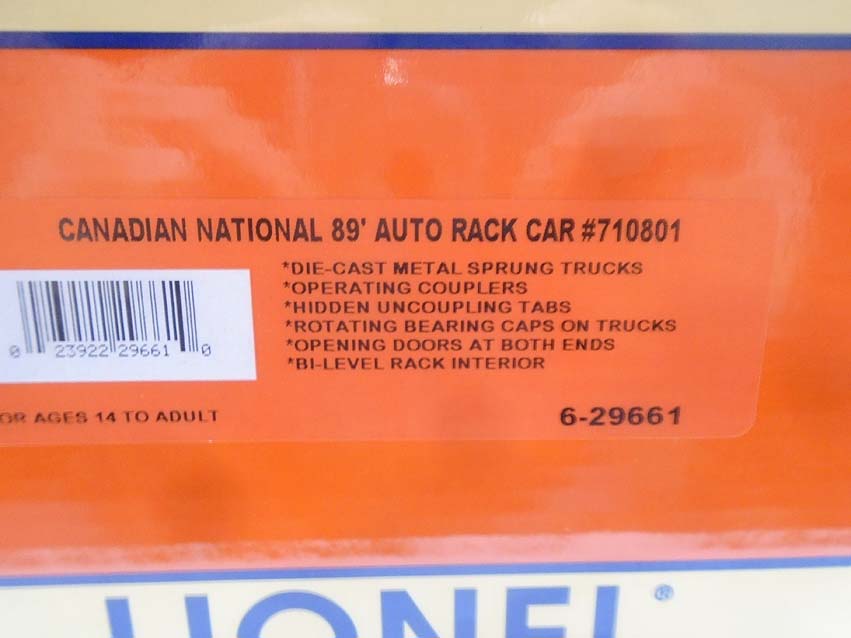 CANADIAN NATIONAL 89' AUTO RACK CAR #710801
*DIE-CAST METAL SPRUNG TRUCKS
*OPERATING COUPLERS
*HIDDEN UNCOUPLING TABS
*ROTATING BEARING CAPS ON TRUCKS
*OPENING DOORS AT BOTH ENDS
*BI-LEVEL RACK INTERIOR
0 23922 29661 0
OR AGES 14 TO ADULT
6-29661
LIONEL®